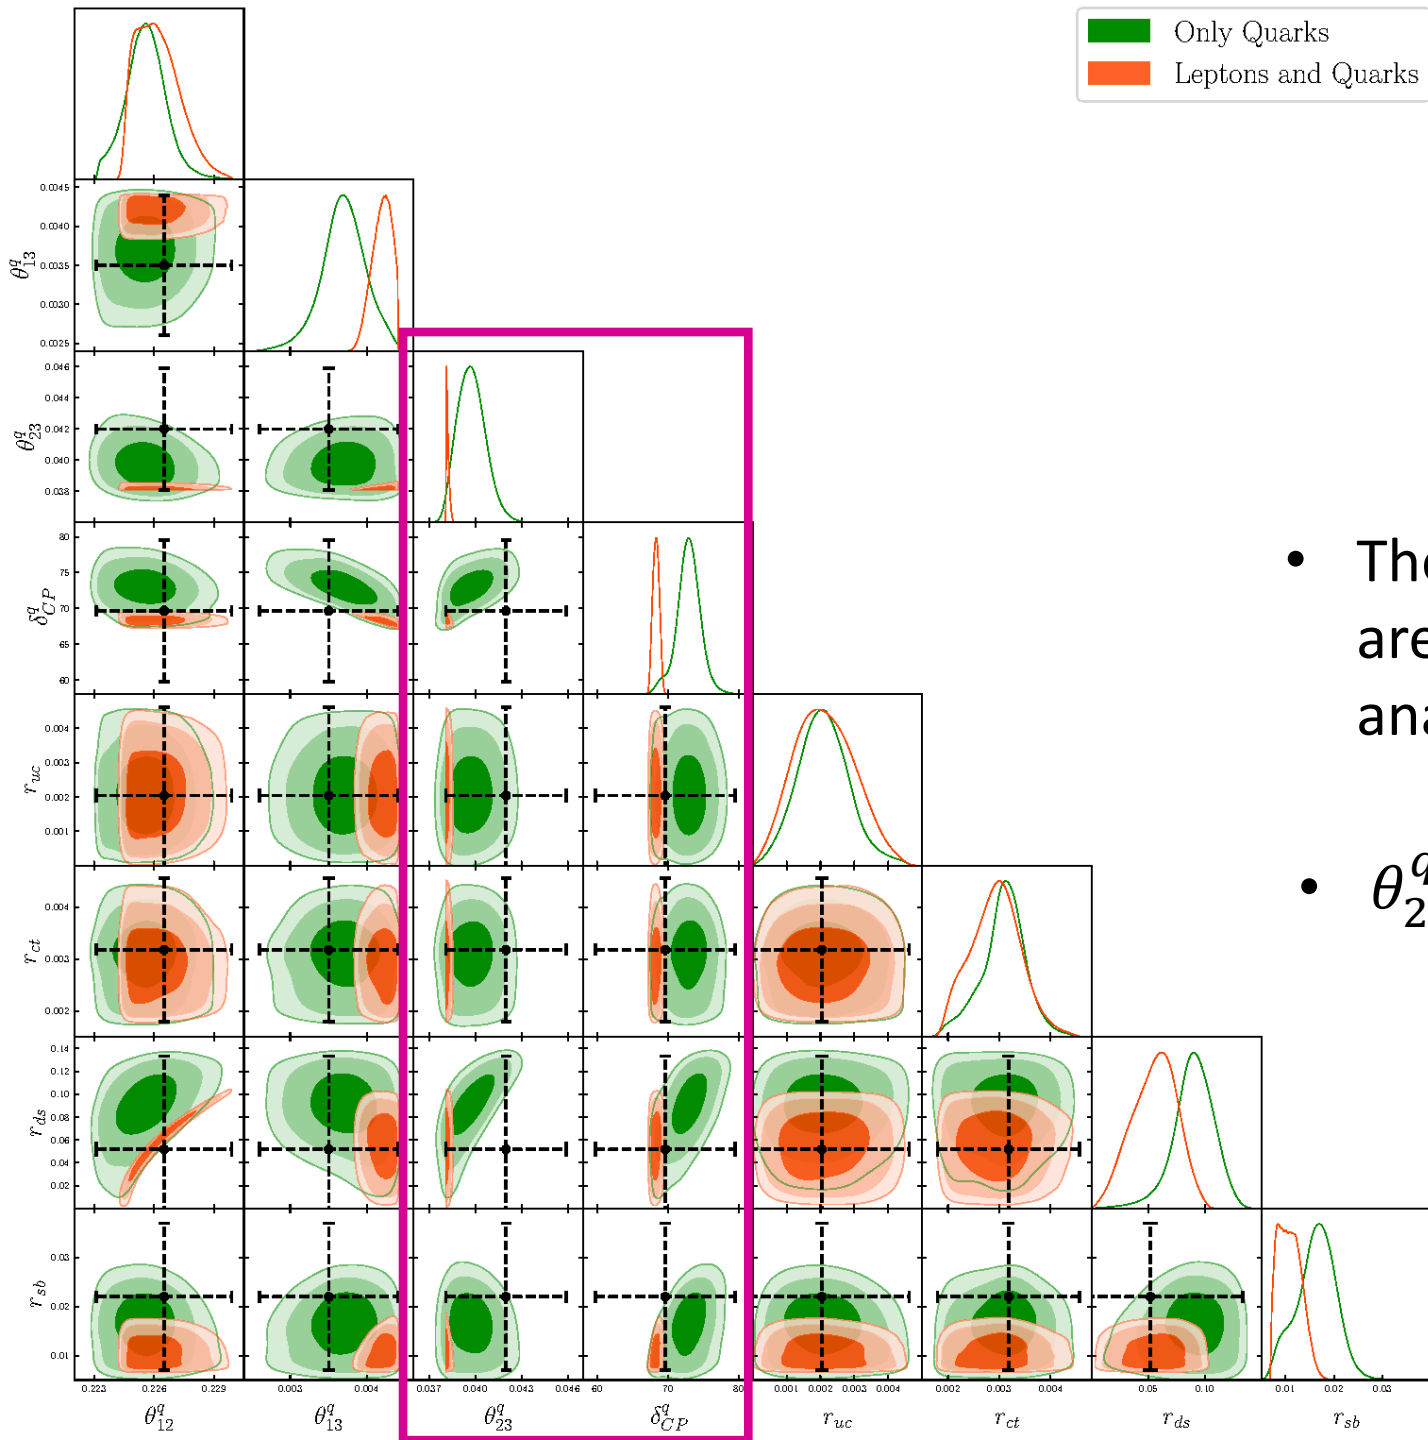 Only Quarks
Leptons and Quarks
0.0045
0.0040
0.0035
0.0030
0.0025
θ^q_13
0.046
0.044
0.042
0.040
0.038
θ^q_23
80
75
70
65
60
δ^q_CP
• The
are
ana
0.004
0.003
0.002
0.001
r_uc
• θ^q_2
0.004
0.003
0.002
r_ct
0.14
0.12
0.10
0.08
0.06
0.04
0.02
r_ds
0.03
0.02
0.01
r_sb
0.223 0.226 0.229 0.003 0.004 0.037 0.040 0.043 0.046 60 70 80 0.001 0.002 0.003 0.004 0.002 0.003 0.004 0.05 0.10 0.01 0.02 0.03
θ^q_12 θ^q_13 θ^q_23 δ^q_CP r_uc r_ct r_ds r_sb